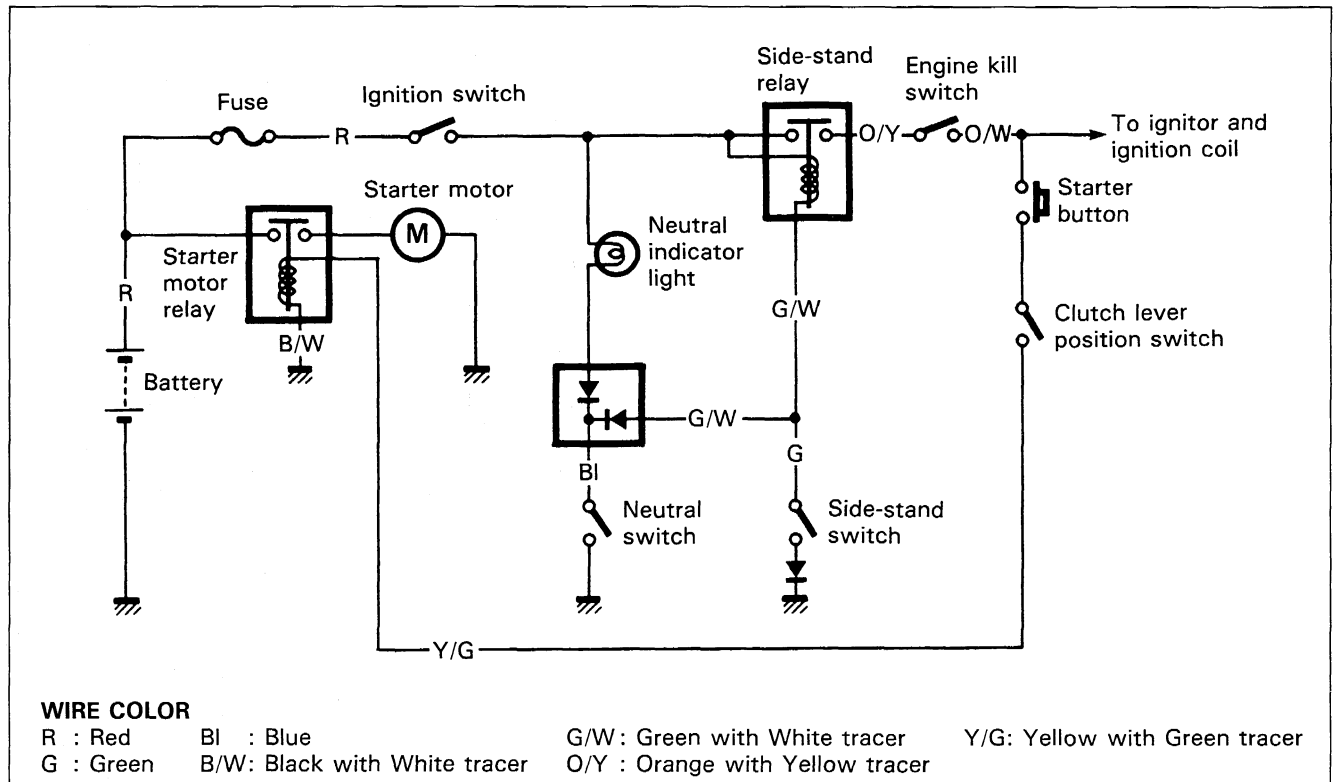 Side-stand
relay
Engine kill
switch
Fuse
Ignition switch
R
O/Y
O/W
To ignitor and
ignition coil
Starter motor
M
Starter
button
Neutral
indicator
light
Starter
motor
relay
R
G/W
B/W
Clutch lever
position switch
Battery
G/W
G
Bl
Neutral
switch
Side-stand
switch
Y/G
WIRE COLOR
R : Red Bl : Blue G/W : Green with White tracer Y/G: Yellow with Green tracer
G : Green B/W: Black with White tracer O/Y : Orange with Yellow tracer